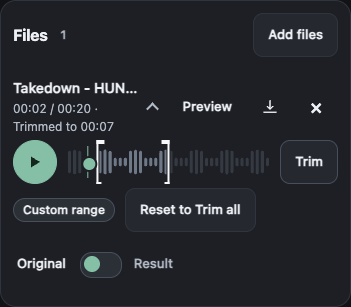 Files 1 Add files
Takedown - HUN...
00:02 / 00:20 ·
Trimmed to 00:07
Preview
Trim
Custom range Reset to Trim all
Original Result